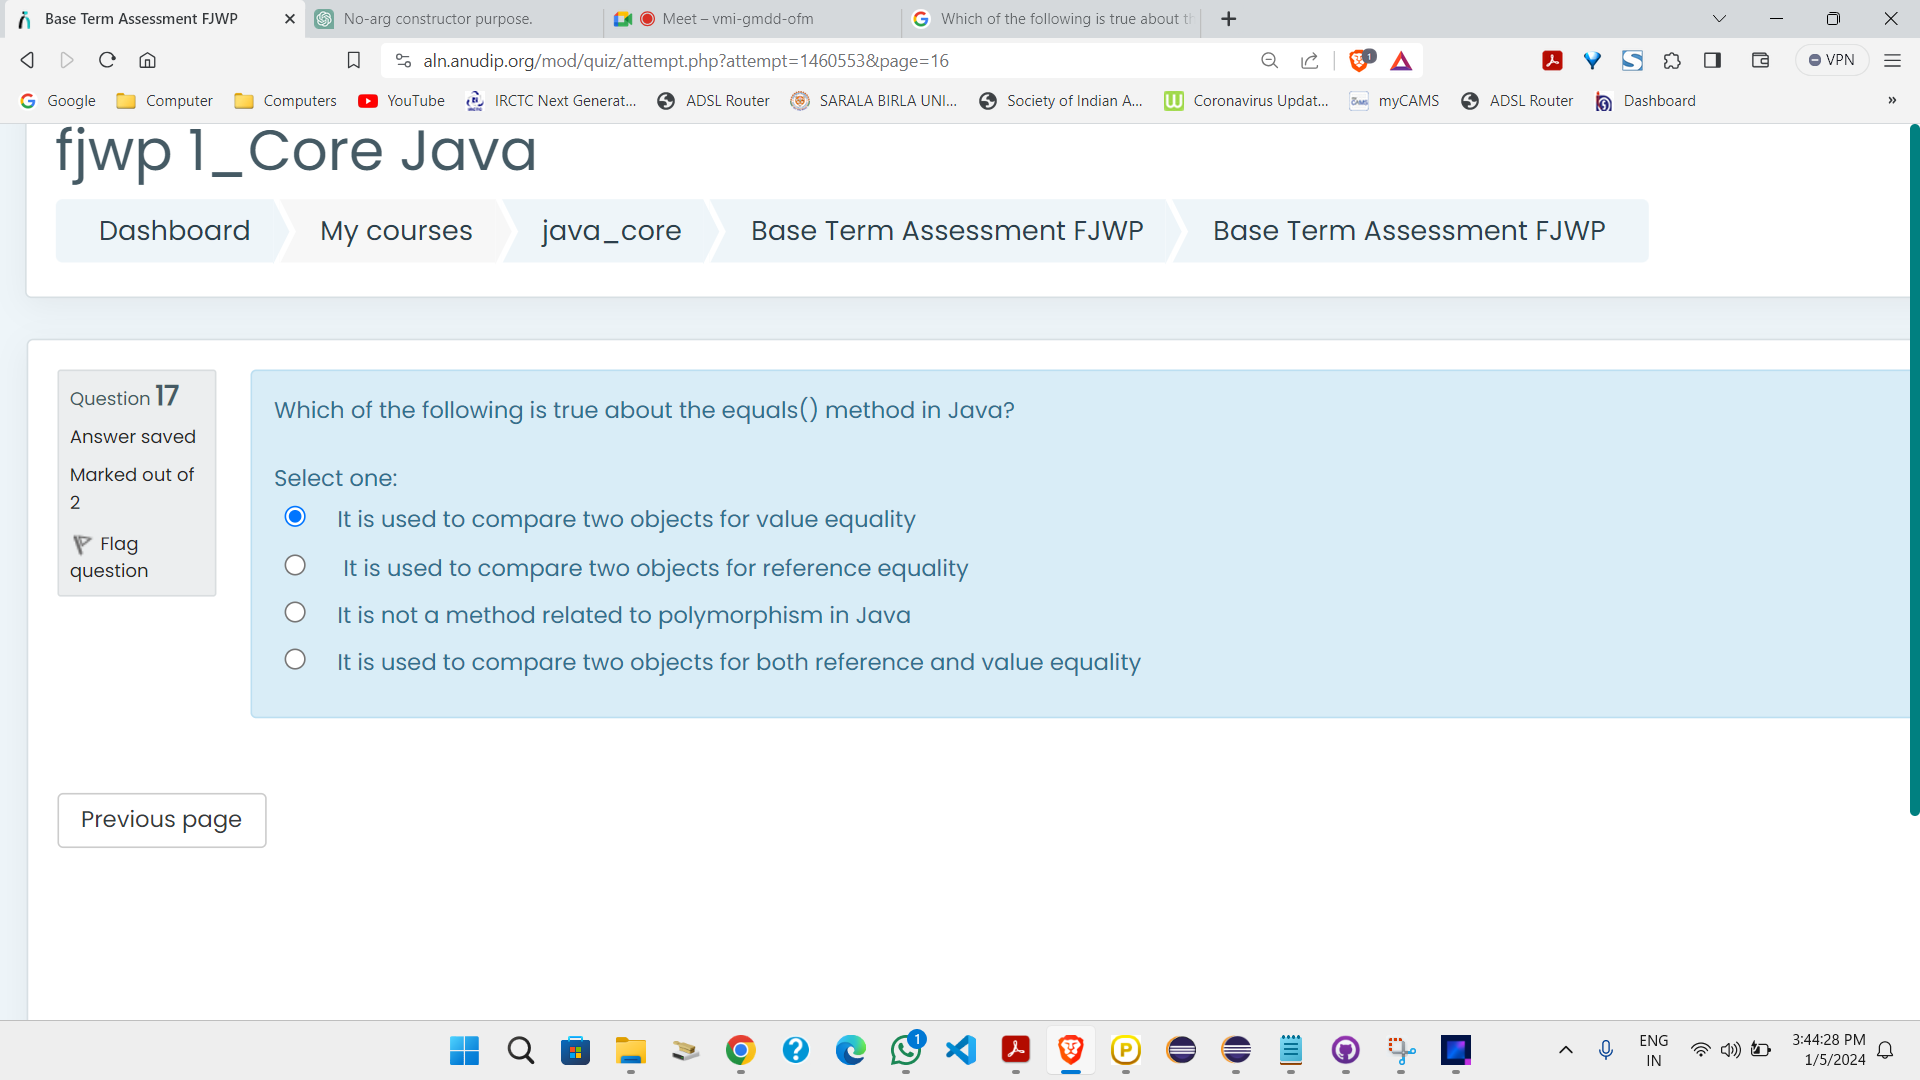 Base Term Assessment FJWP
No-arg constructor purpose.
Meet – vmi-gmdd-ofm
Which of the following is true about th
aln.anudip.org/mod/quiz/attempt.php?attempt=1460553&page=16
1
VPN
Google
Computer
Computers
YouTube
IRCTC Next Generat...
ADSL Router
SARALA BIRLA UNI...
Society of Indian A...
Coronavirus Updat...
myCAMS
ADSL Router
Dashboard
»
fjwp 1_Core Java
Dashboard
My courses
java_core
Base Term Assessment FJWP
Base Term Assessment FJWP
Question 17
Answer saved
Marked out of
2
Flag
question
Which of the following is true about the equals() method in Java?
Select one:
It is used to compare two objects for value equality
It is used to compare two objects for reference equality
It is not a method related to polymorphism in Java
It is used to compare two objects for both reference and value equality
Previous page
1
ENG
IN
3:44:28 PM
1/5/2024